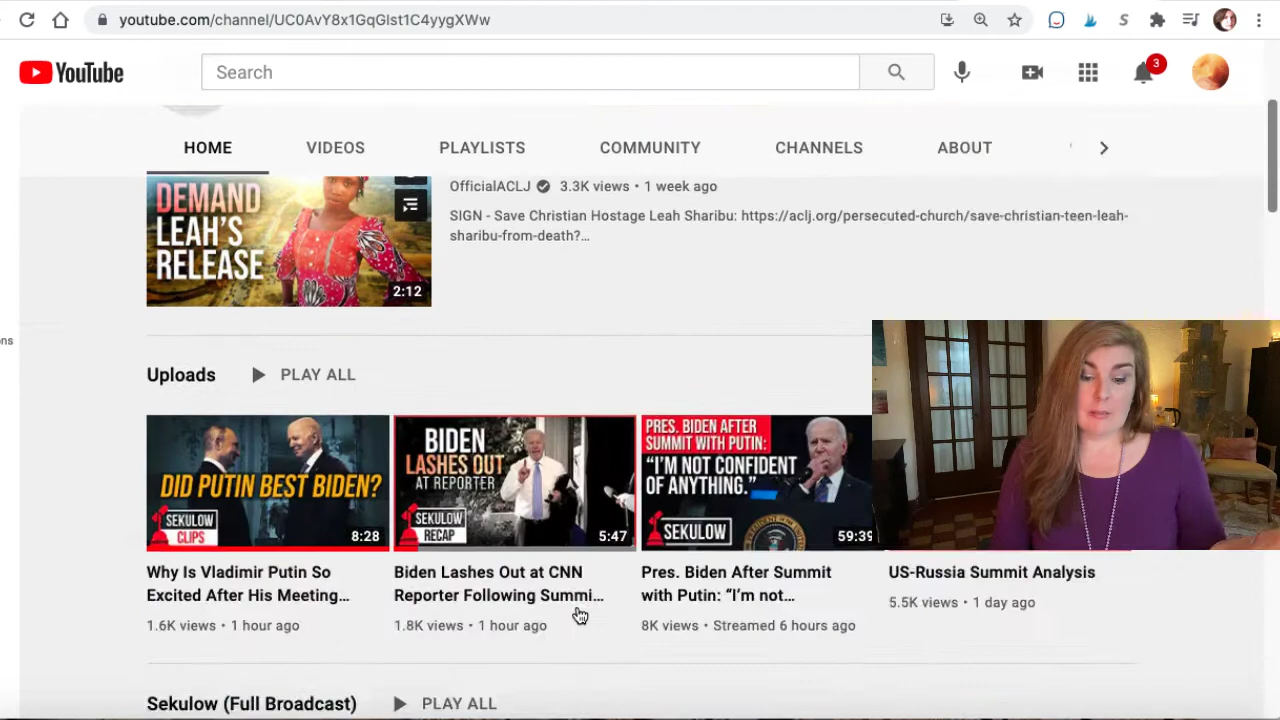 youtube.com/channel/UC0AvY8x1GqGlst1C4yygXWw
YouTube
Search
3
HOME VIDEOS PLAYLISTS COMMUNITY CHANNELS ABOUT
DEMAND
LEAH'S
RELEASE
2:12
OfficialACLJ 3.3K views • 1 week ago
SIGN - Save Christian Hostage Leah Sharibu: https://aclj.org/persecuted-church/save-christian-teen-leah-
sharibu-from-death?...
ons
Uploads PLAY ALL
DID PUTIN BEST BIDEN?
SEKULOW
CLIPS
8:28
BIDEN
LASHES OUT
AT REPORTER
SEKULOW
RECAP
5:47
PRES. BIDEN AFTER
SUMMIT WITH PUTIN:
"I'M NOT CONFIDENT
OF ANYTHING."
SEKULOW
59:39
Why Is Vladimir Putin So
Excited After His Meeting...
1.6K views • 1 hour ago
Biden Lashes Out at CNN
Reporter Following Summi...
1.8K views • 1 hour ago
Pres. Biden After Summit
with Putin: “I'm not...
8K views • Streamed 6 hours ago
US-Russia Summit Analysis
5.5K views • 1 day ago
Sekulow (Full Broadcast) PLAY ALL